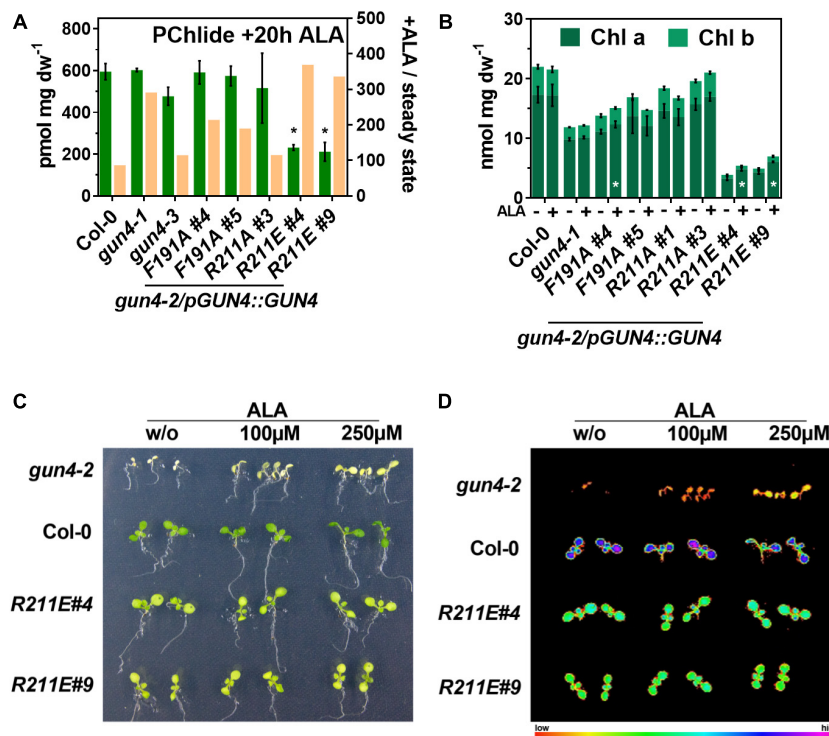 A
PChlide +20h ALA
pmol mg dw-1
800
600
400
200
0
500
400
300
200
100
0
+ALA / steady state
* *
Col-0
gun4-1
gun4-3
F191A #4
F191A #5
R211A #3
R211E #4
R211E #9
gun4-2/pGUN4::GUN4
B
Chl a Chl b
nmol mg dw-1
30
20
10
0
* * *
ALA - + - + - + - + - + - + - + - +
Col-0
gun4-1
F191A #4
F191A #5
R211A #1
R211A #3
R211E #4
R211E #9
gun4-2/pGUN4::GUN4
C
ALA
w/o 100µM 250µM
gun4-2
Col-0
R211E#4
R211E#9
D
ALA
w/o 100µM 250µM
gun4-2
Col-0
R211E#4
R211E#9
low hi